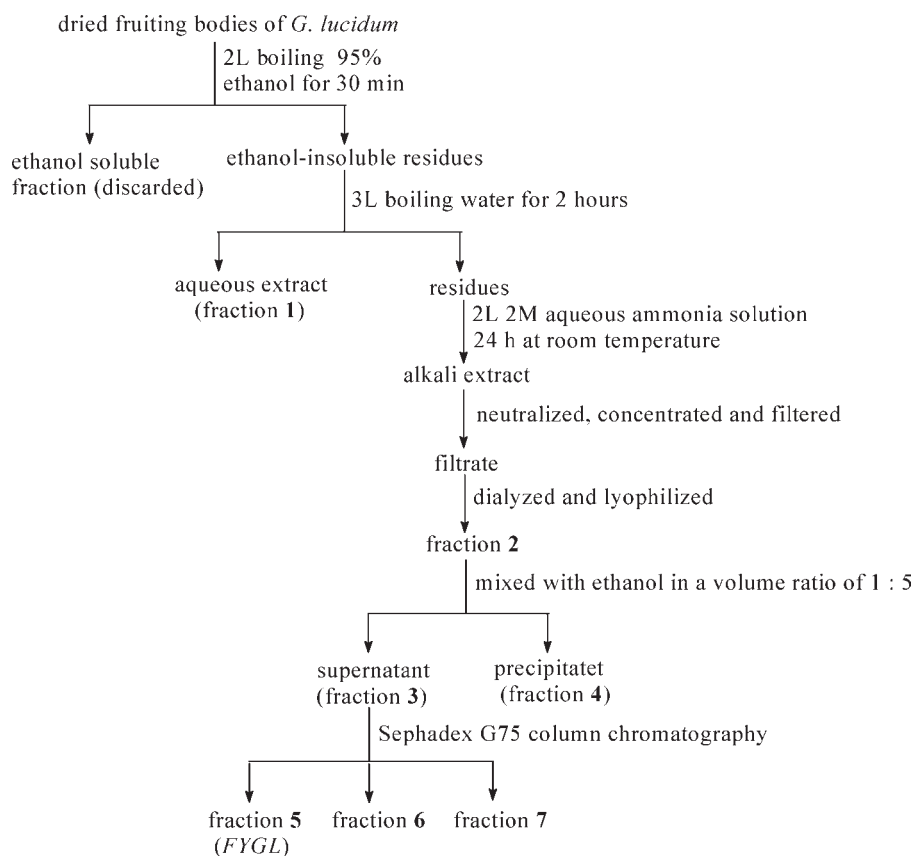 dried fruiting bodies of G. lucidum
2L boiling 95%
ethanol for 30 min
ethanol soluble
fraction (discarded)
ethanol-insoluble residues
3L boiling water for 2 hours
aqueous extract
(fraction 1)
residues
2L 2M aqueous ammonia solution
24 h at room temperature
alkali extract
neutralized, concentrated and filtered
filtrate
dialyzed and lyophilized
fraction 2
mixed with ethanol in a volume ratio of 1 : 5
supernatant
(fraction 3)
precipitatet
(fraction 4)
Sephadex G75 column chromatography
fraction 5
(FYGL)
fraction 6
fraction 7